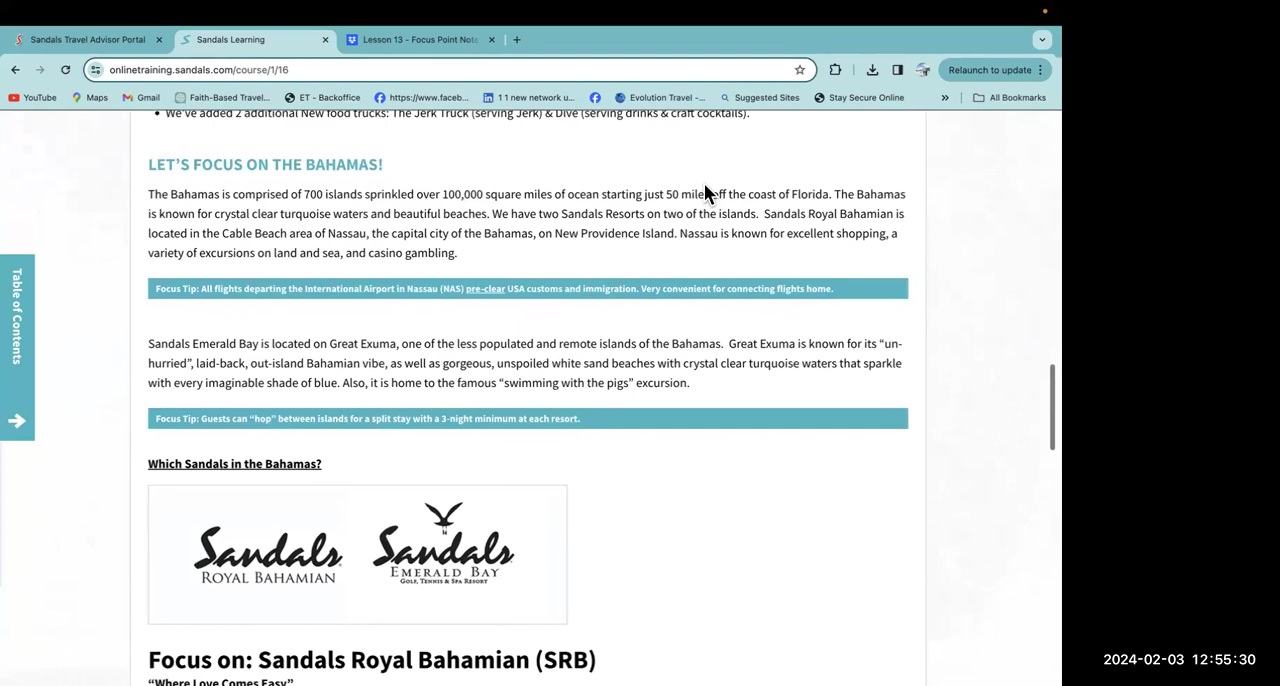 Sandals Travel Advisor Portal
Sandals Learning
Lesson 13 - Focus Point Note
onlinetraining.sandals.com/course/1/16
Relaunch to update
YouTube
Maps
Gmail
Faith-Based Travel...
ET - Backoffice
https://www.faceb...
1 1 new network u...
Evolution Travel -...
Suggested Sites
Stay Secure Online
»
All Bookmarks
• We've added 2 additional New food trucks: The Jerk Truck (serving Jerk) & Dive (serving drinks & craft cocktails).
LET'S FOCUS ON THE BAHAMAS!
The Bahamas is comprised of 700 islands sprinkled over 100,000 square miles of ocean starting just 50 miles off the coast of Florida. The Bahamas
is known for crystal clear turquoise waters and beautiful beaches. We have two Sandals Resorts on two of the islands. Sandals Royal Bahamian is
located in the Cable Beach area of Nassau, the capital city of the Bahamas, on New Providence Island. Nassau is known for excellent shopping, a
variety of excursions on land and sea, and casino gambling.
Focus Tip: All flights departing the International Airport in Nassau (NAS) pre-clear USA customs and immigration. Very convenient for connecting flights home.
Sandals Emerald Bay is located on Great Exuma, one of the less populated and remote islands of the Bahamas. Great Exuma is known for its "un-
hurried", laid-back, out-island Bahamian vibe, as well as gorgeous, unspoiled white sand beaches with crystal clear turquoise waters that sparkle
with every imaginable shade of blue. Also, it is home to the famous "swimming with the pigs" excursion.
Focus Tip: Guests can "hop" between islands for a split stay with a 3-night minimum at each resort.
Table of Contents
Which Sandals in the Bahamas?
Sandals
ROYAL BAHAMIAN
Sandals
EMERALD BAY
GOLF, TENNIS & SPA RESORT
Focus on: Sandals Royal Bahamian (SRB)
"Where Love Comes Easy"
2024-02-03 12:55:30